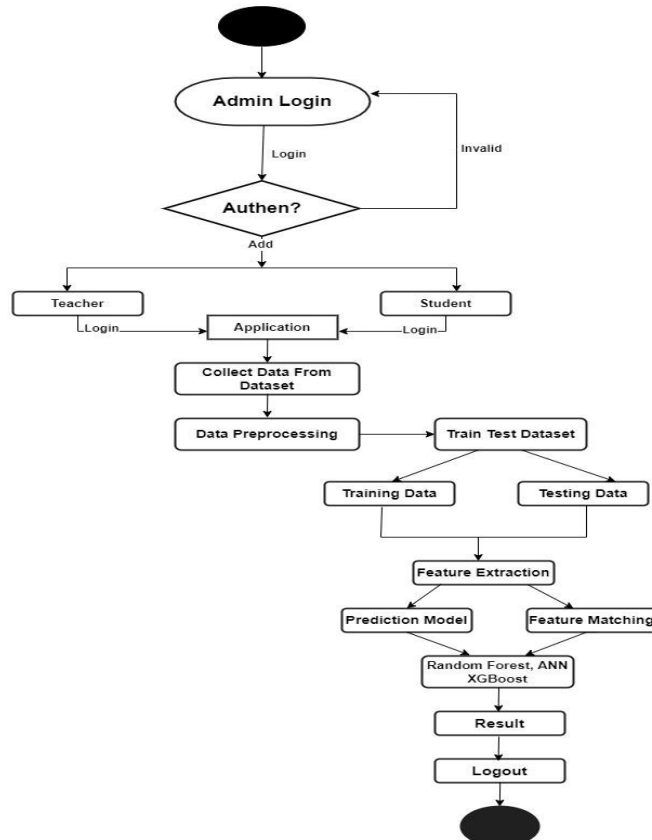 Admin Login
Login
Invalid
Authen?
Add
Teacher
Student
Login
Application
Login
Collect Data From
Dataset
Data Preprocessing
Train Test Dataset
Training Data
Testing Data
Feature Extraction
Prediction Model
Feature Matching
Random Forest, ANN
XGBoost
Result
Logout